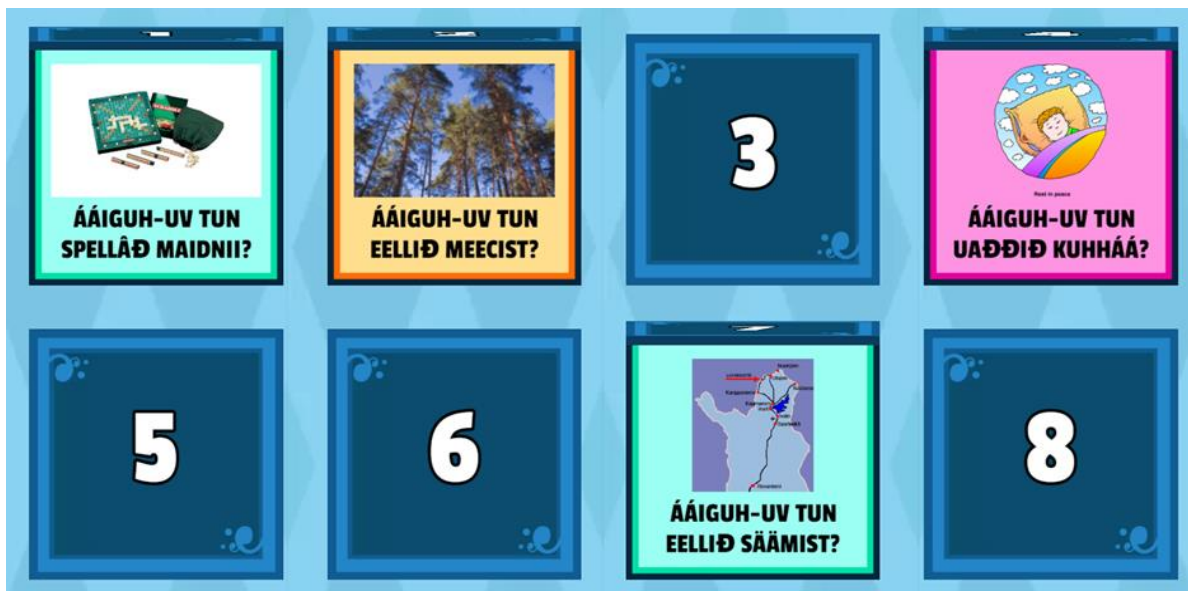 ÁÁIGUH-UV TUN
SPELLÂĐ MAIDNII?
ÁÁIGUH-UV TUN
EELLIĐ MEECIST?
3
Rest in peace
ÁÁIGUH-UV TUN
UAĐĐIĐ KUHHÁÁ?
5
6
ÁÁIGUH-UV TUN
EELLIĐ SÄÄMIST?
8